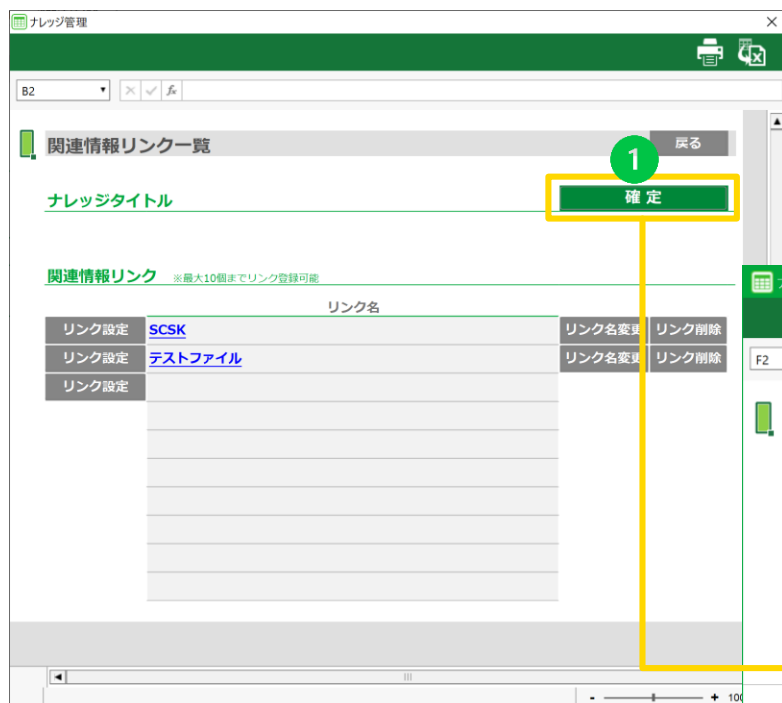 ナレッジ管理
B2
fx
関連情報リンク一覧
戻る
1
ナレッジタイトル
確 定
関連情報リンク ※最大10個までリンク登録可能
リンク名
リンク設定 SCSK リンク名変更 リンク削除
リンク設定 テストファイル リンク名変更 リンク削除
リンク設定
F2
- + 100